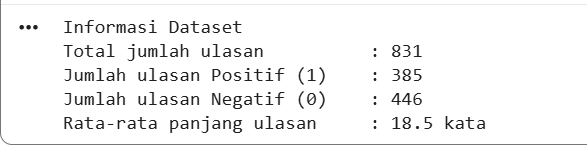 Informasi Dataset
Total jumlah ulasan : 831
Jumlah ulasan Positif (1) : 385
Jumlah ulasan Negatif (0) : 446
Rata-rata panjang ulasan : 18.5 kata